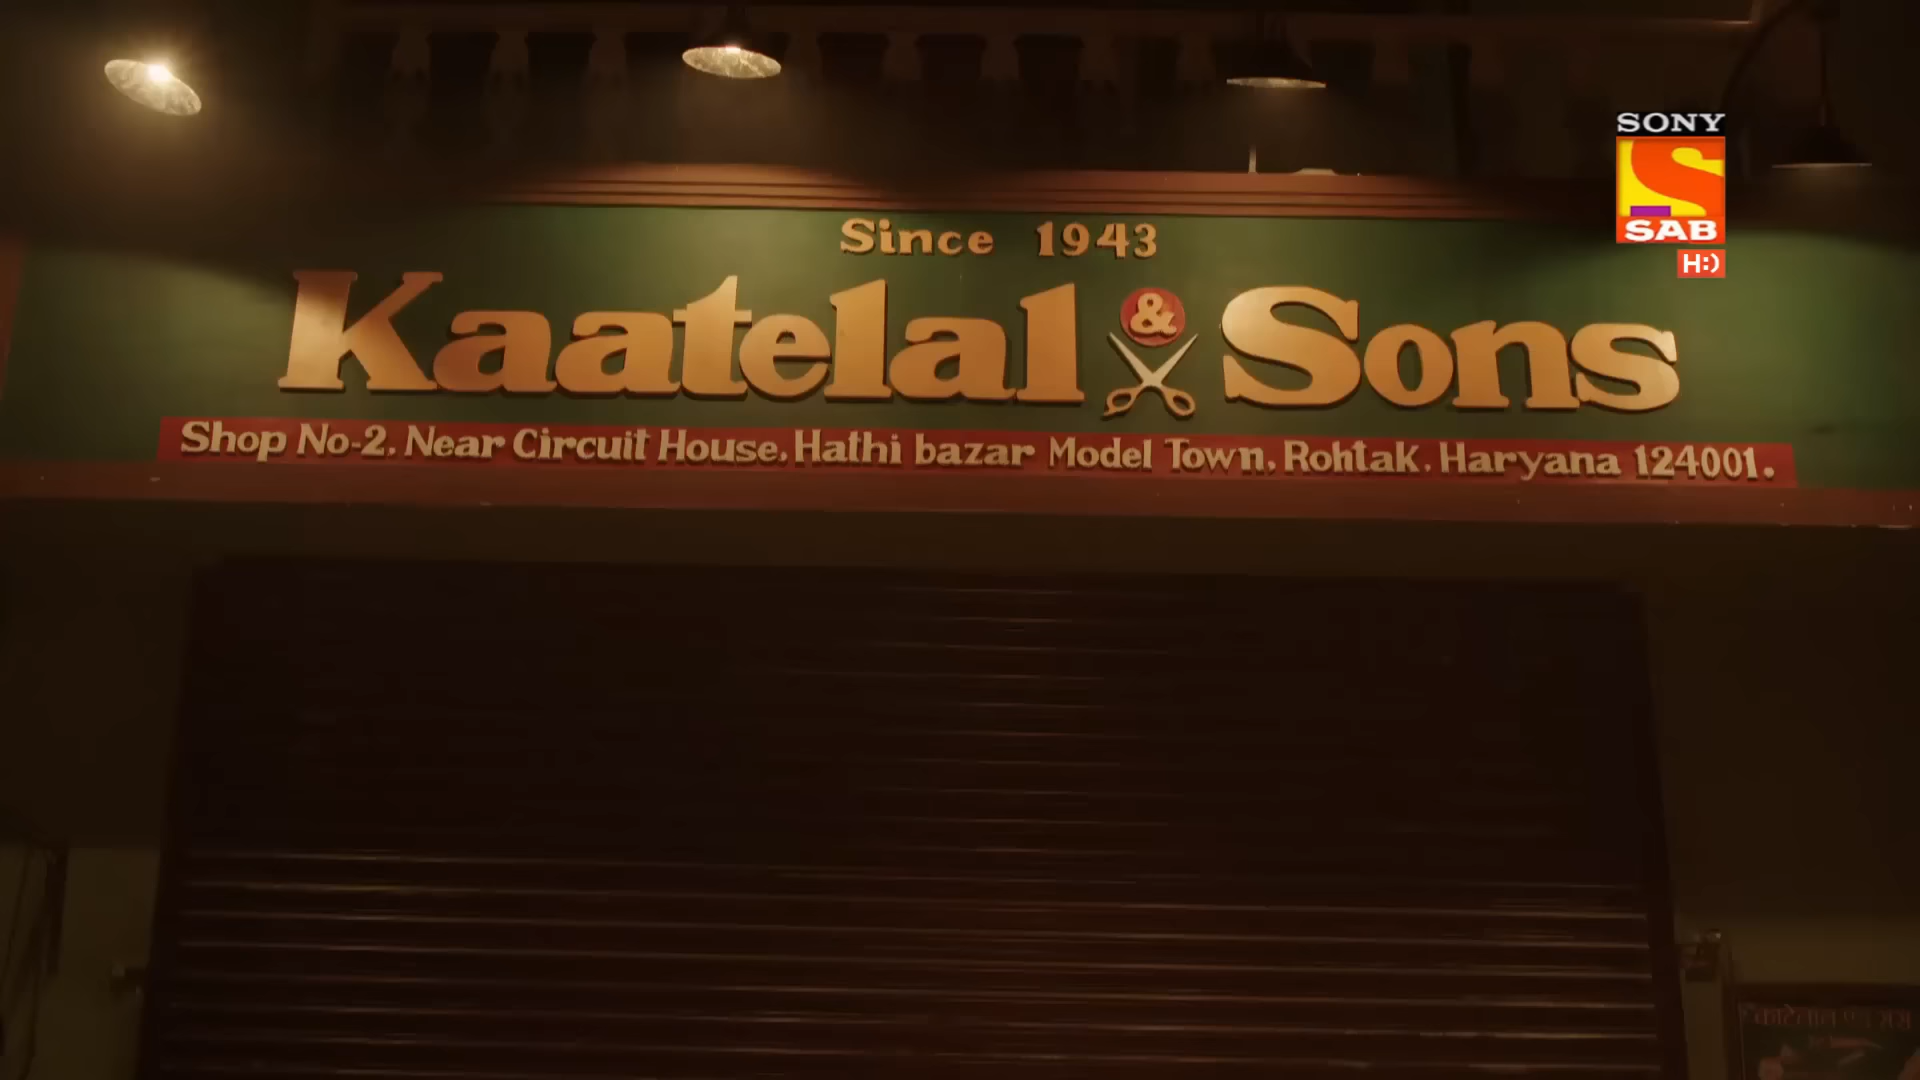 SONY
SAB
H:)
Since 1943
Kaatelal & Sons
Shop No-2, Near Circuit House, Hathi bazar Model Town, Rohtak, Haryana 124001.